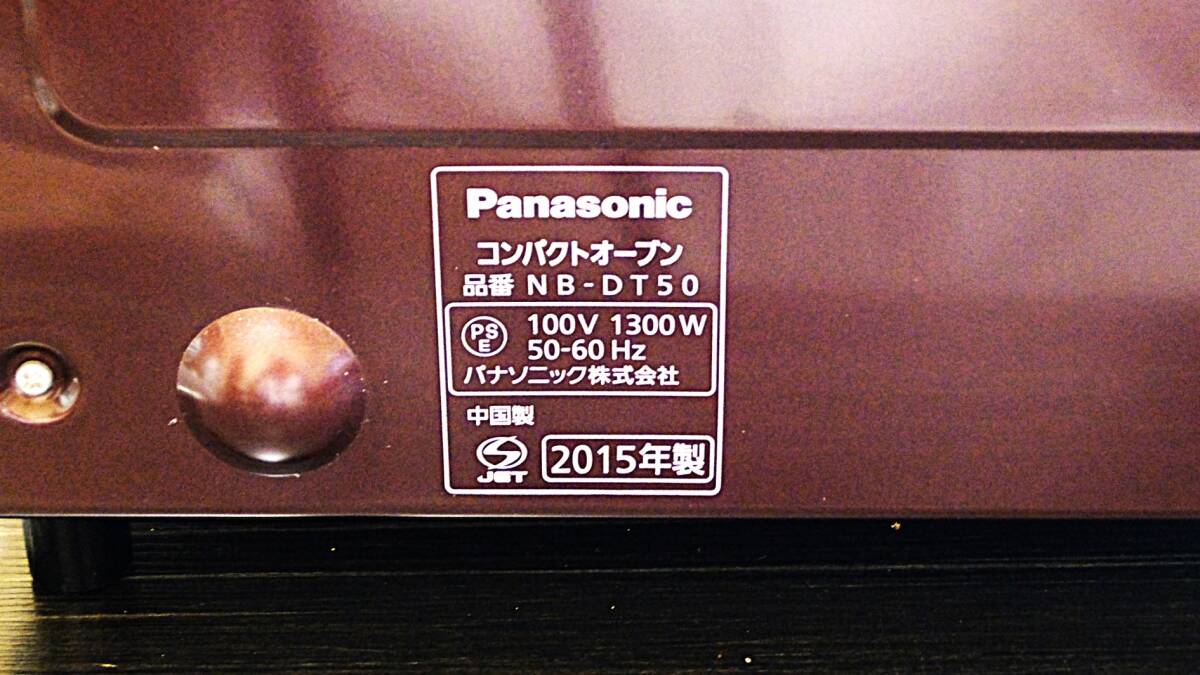 Panasonic
コンパクトオーブン
品番 NB-DT50
PS
E
100V 1300W
50-60 Hz
パナソニック株式会社
中国製
JET
2015年製